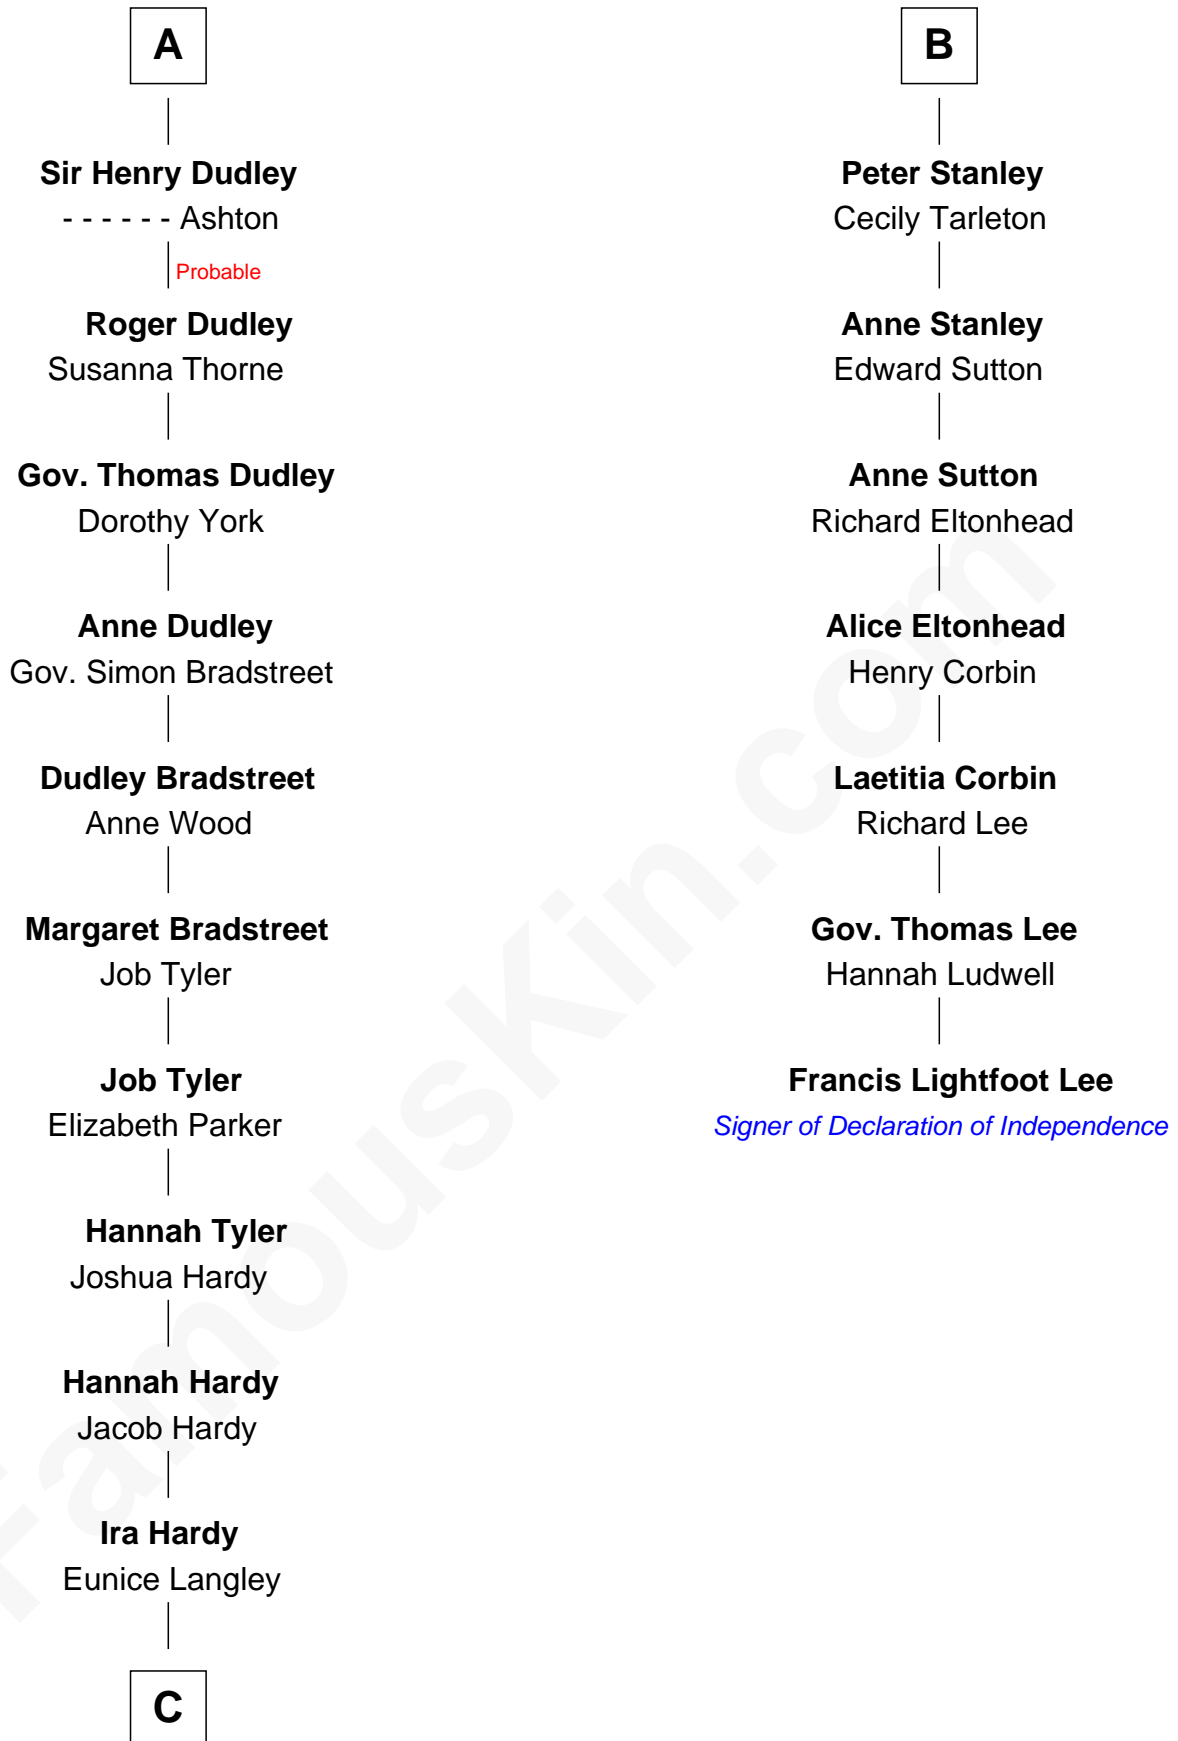 A
Sir Henry Dudley
- - - - - - Ashton
Probable
Roger Dudley
Susanna Thorne
Gov. Thomas Dudley
Dorothy York
Anne Dudley
Gov. Simon Bradstreet
Dudley Bradstreet
Anne Wood
Margaret Bradstreet
Job Tyler
Job Tyler
Elizabeth Parker
Hannah Tyler
Joshua Hardy
Hannah Hardy
Jacob Hardy
Ira Hardy
Eunice Langley
C
B
Peter Stanley
Cecily Tarleton
Anne Stanley
Edward Sutton
Anne Sutton
Richard Eltonhead
Alice Eltonhead
Henry Corbin
Laetitia Corbin
Richard Lee
Gov. Thomas Lee
Hannah Ludwell
Francis Lightfoot Lee
Signer of Declaration of Independence
FamousKin.com